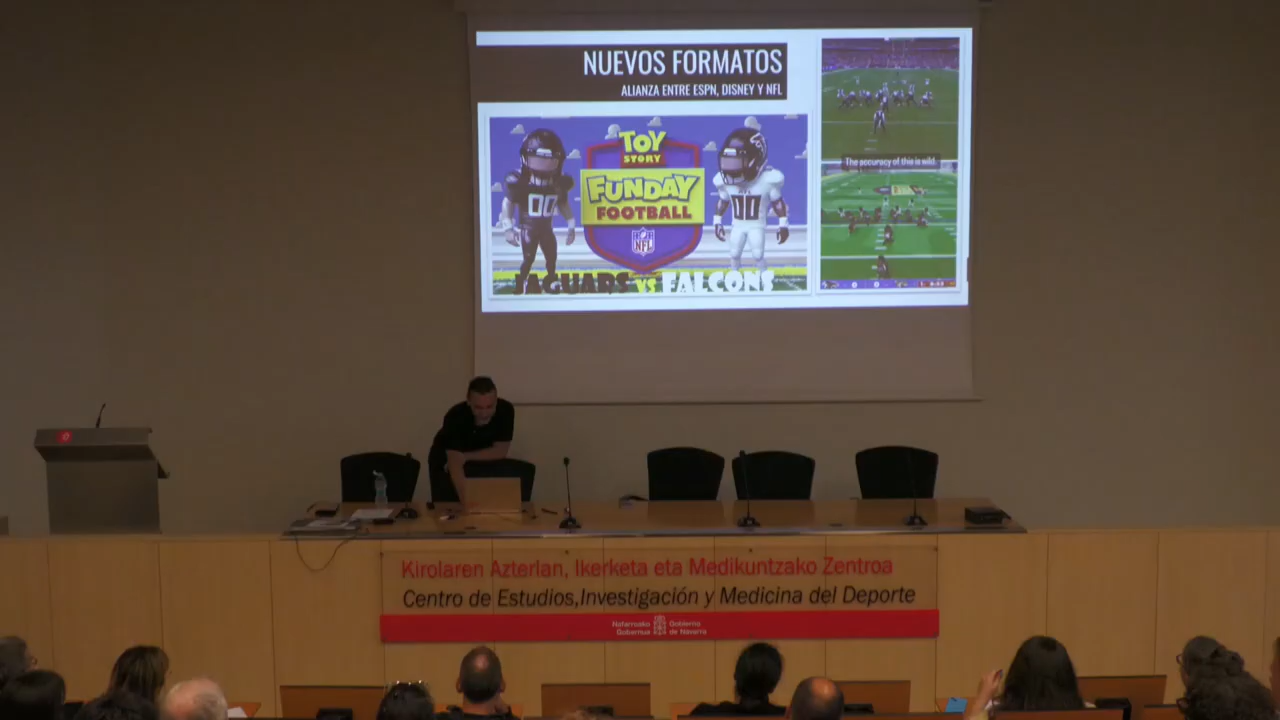 NUEVOS FORMATOS
ALIANZA ENTRE ESPN, DISNEY Y NFL
TOY
STORY
FUNDAY
FOOTBALL
NFL
00
00
JAGUARS VS FALCONS
The accuracy of this is wild
Kirolaren Azterlan, Ikerketa eta Medikuntzako Zentroa
Centro de Estudios,Investigación y Medicina del Deporte
Nafarroako Gobernua
Gobierno de Navarra